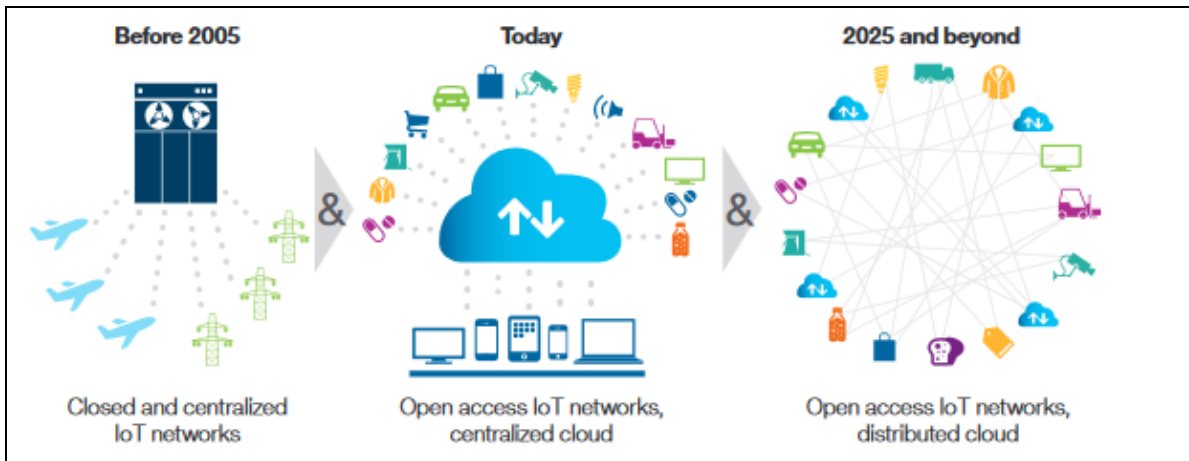 Before 2005
Today
2025 and beyond
&
&
Closed and centralized
IoT networks
Open access IoT networks,
centralized cloud
Open access IoT networks,
distributed cloud